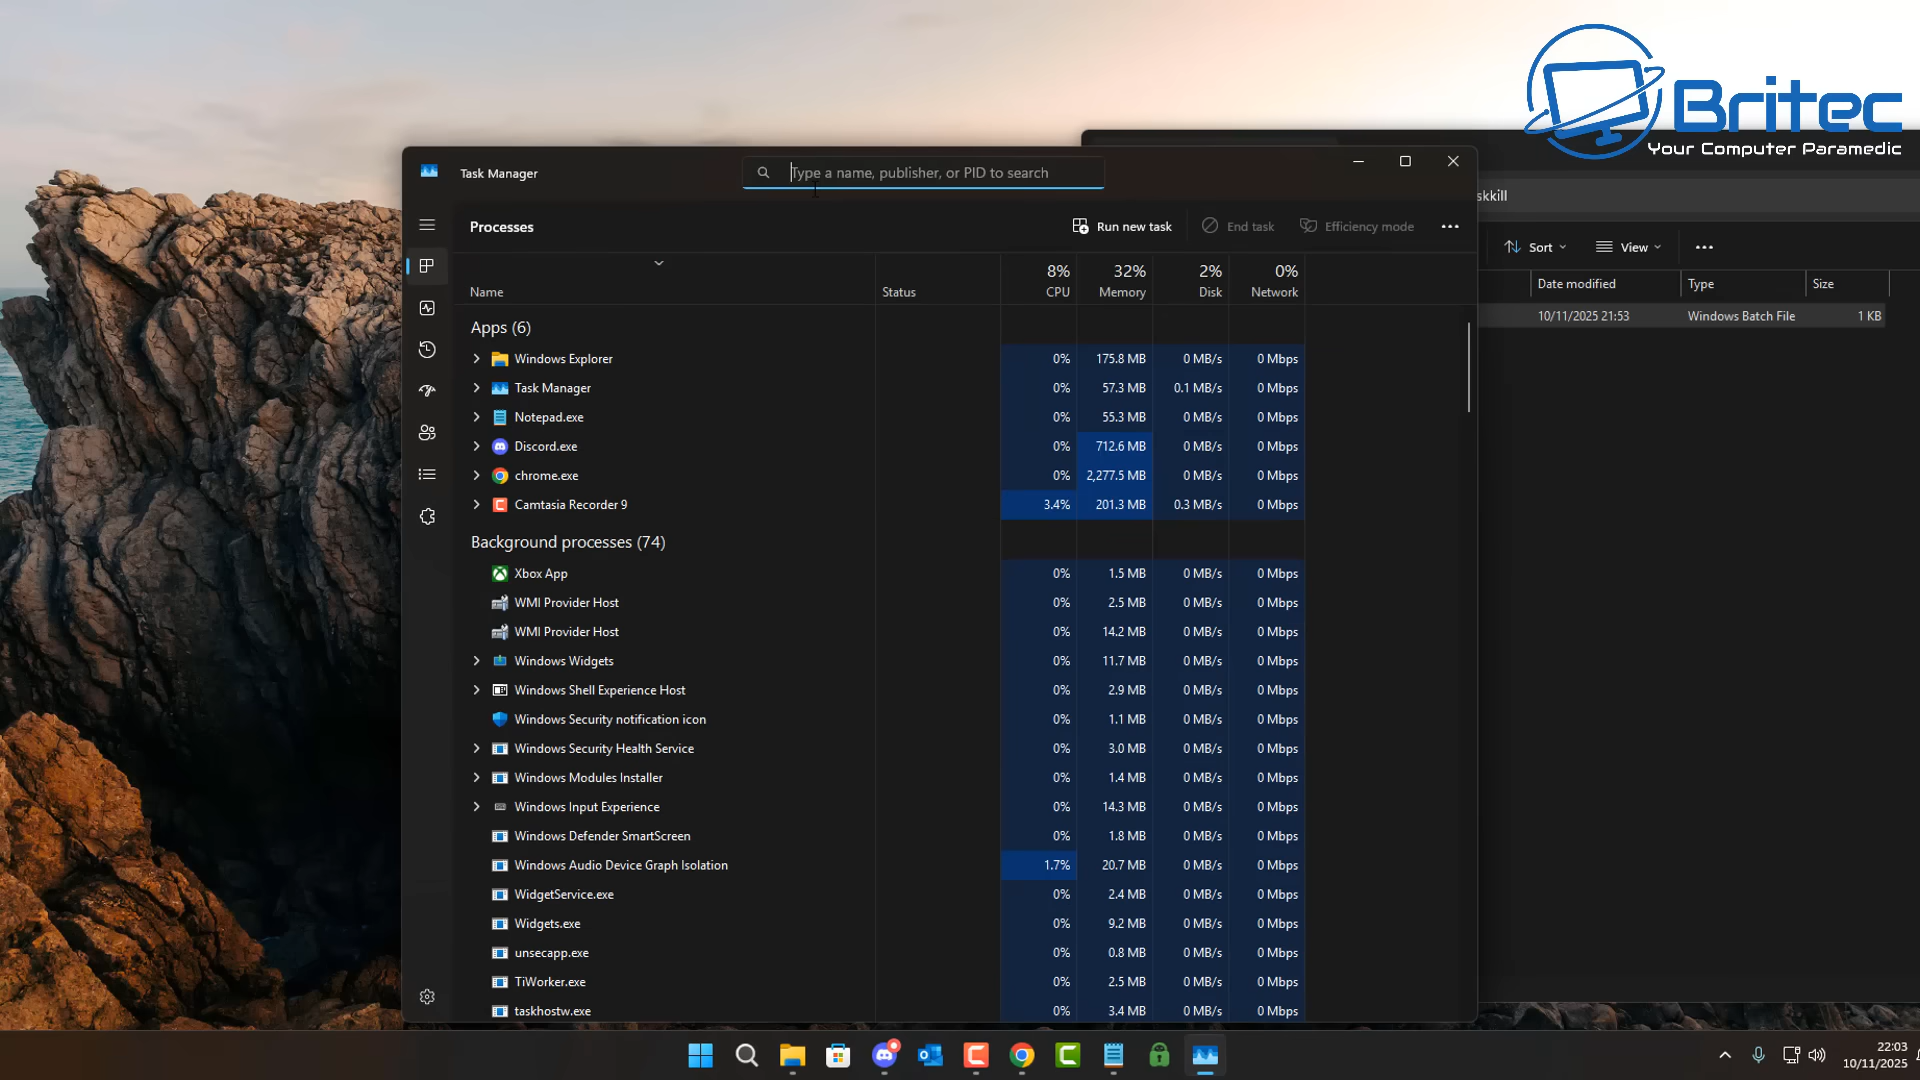 Britec
Your Computer Paramedic
Task Manager
Type a name, publisher, or PID to search
skkill
Processes
Run new task
End task
Efficiency mode
Sort
View
8%
32%
2%
0%
Name
Status
CPU
Memory
Disk
Network
Date modified
Type
Size
10/11/2025 21:53
Windows Batch File
1 KB
Apps (6)
Windows Explorer 0% 175.8 MB 0 MB/s 0 Mbps
Task Manager 0% 57.3 MB 0.1 MB/s 0 Mbps
Notepad.exe 0% 55.3 MB 0 MB/s 0 Mbps
Discord.exe 0% 712.6 MB 0 MB/s 0 Mbps
chrome.exe 0% 2,277.5 MB 0 MB/s 0 Mbps
Camtasia Recorder 9 3.4% 201.3 MB 0.3 MB/s 0 Mbps
Background processes (74)
Xbox App 0% 1.5 MB 0 MB/s 0 Mbps
WMI Provider Host 0% 2.5 MB 0 MB/s 0 Mbps
WMI Provider Host 0% 14.2 MB 0 MB/s 0 Mbps
Windows Widgets 0% 11.7 MB 0 MB/s 0 Mbps
Windows Shell Experience Host 0% 2.9 MB 0 MB/s 0 Mbps
Windows Security notification icon 0% 1.1 MB 0 MB/s 0 Mbps
Windows Security Health Service 0% 3.0 MB 0 MB/s 0 Mbps
Windows Modules Installer 0% 1.4 MB 0 MB/s 0 Mbps
Windows Input Experience 0% 14.3 MB 0 MB/s 0 Mbps
Windows Defender SmartScreen 0% 1.8 MB 0 MB/s 0 Mbps
Windows Audio Device Graph Isolation 1.7% 20.7 MB 0 MB/s 0 Mbps
WidgetService.exe 0% 2.4 MB 0 MB/s 0 Mbps
Widgets.exe 0% 9.2 MB 0 MB/s 0 Mbps
unsecapp.exe 0% 0.8 MB 0 MB/s 0 Mbps
TiWorker.exe 0% 2.5 MB 0 MB/s 0 Mbps
taskhostw.exe 0% 3.4 MB 0 MB/s 0 Mbps
22:03
10/11/2025